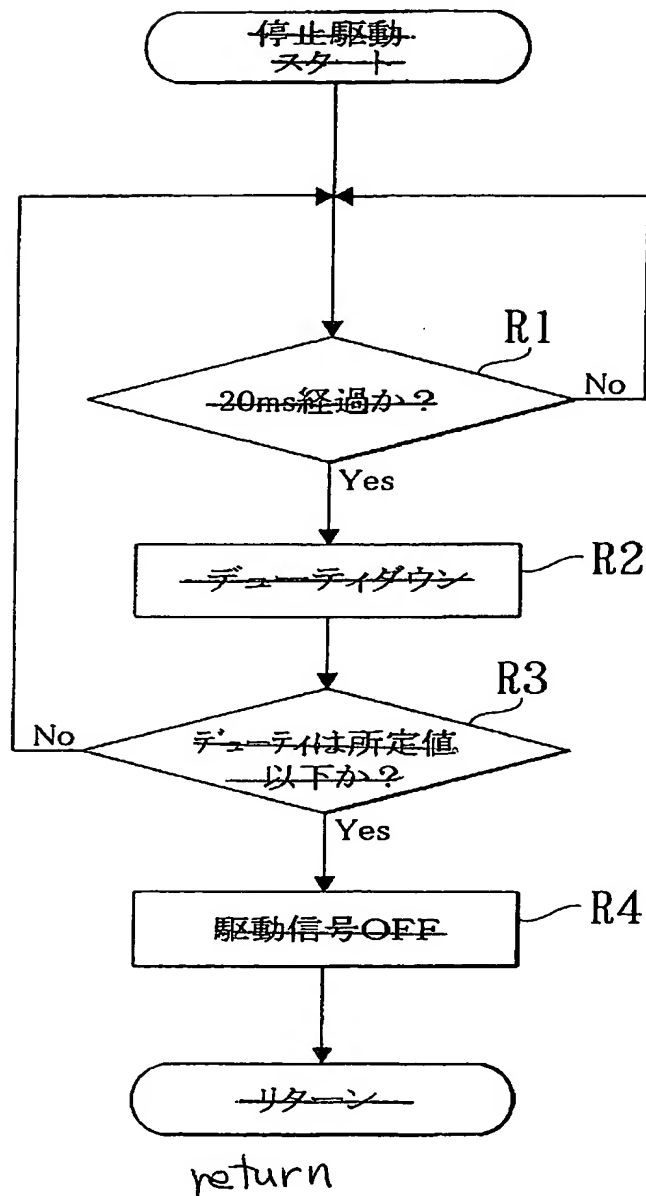 停止駆動
スタート
R1
20ms経過か?
No
Yes
デューティダウン
R2
R3
No
デューティは所定値
以下か?
Yes
駆動信号OFF
R4
リターン
return